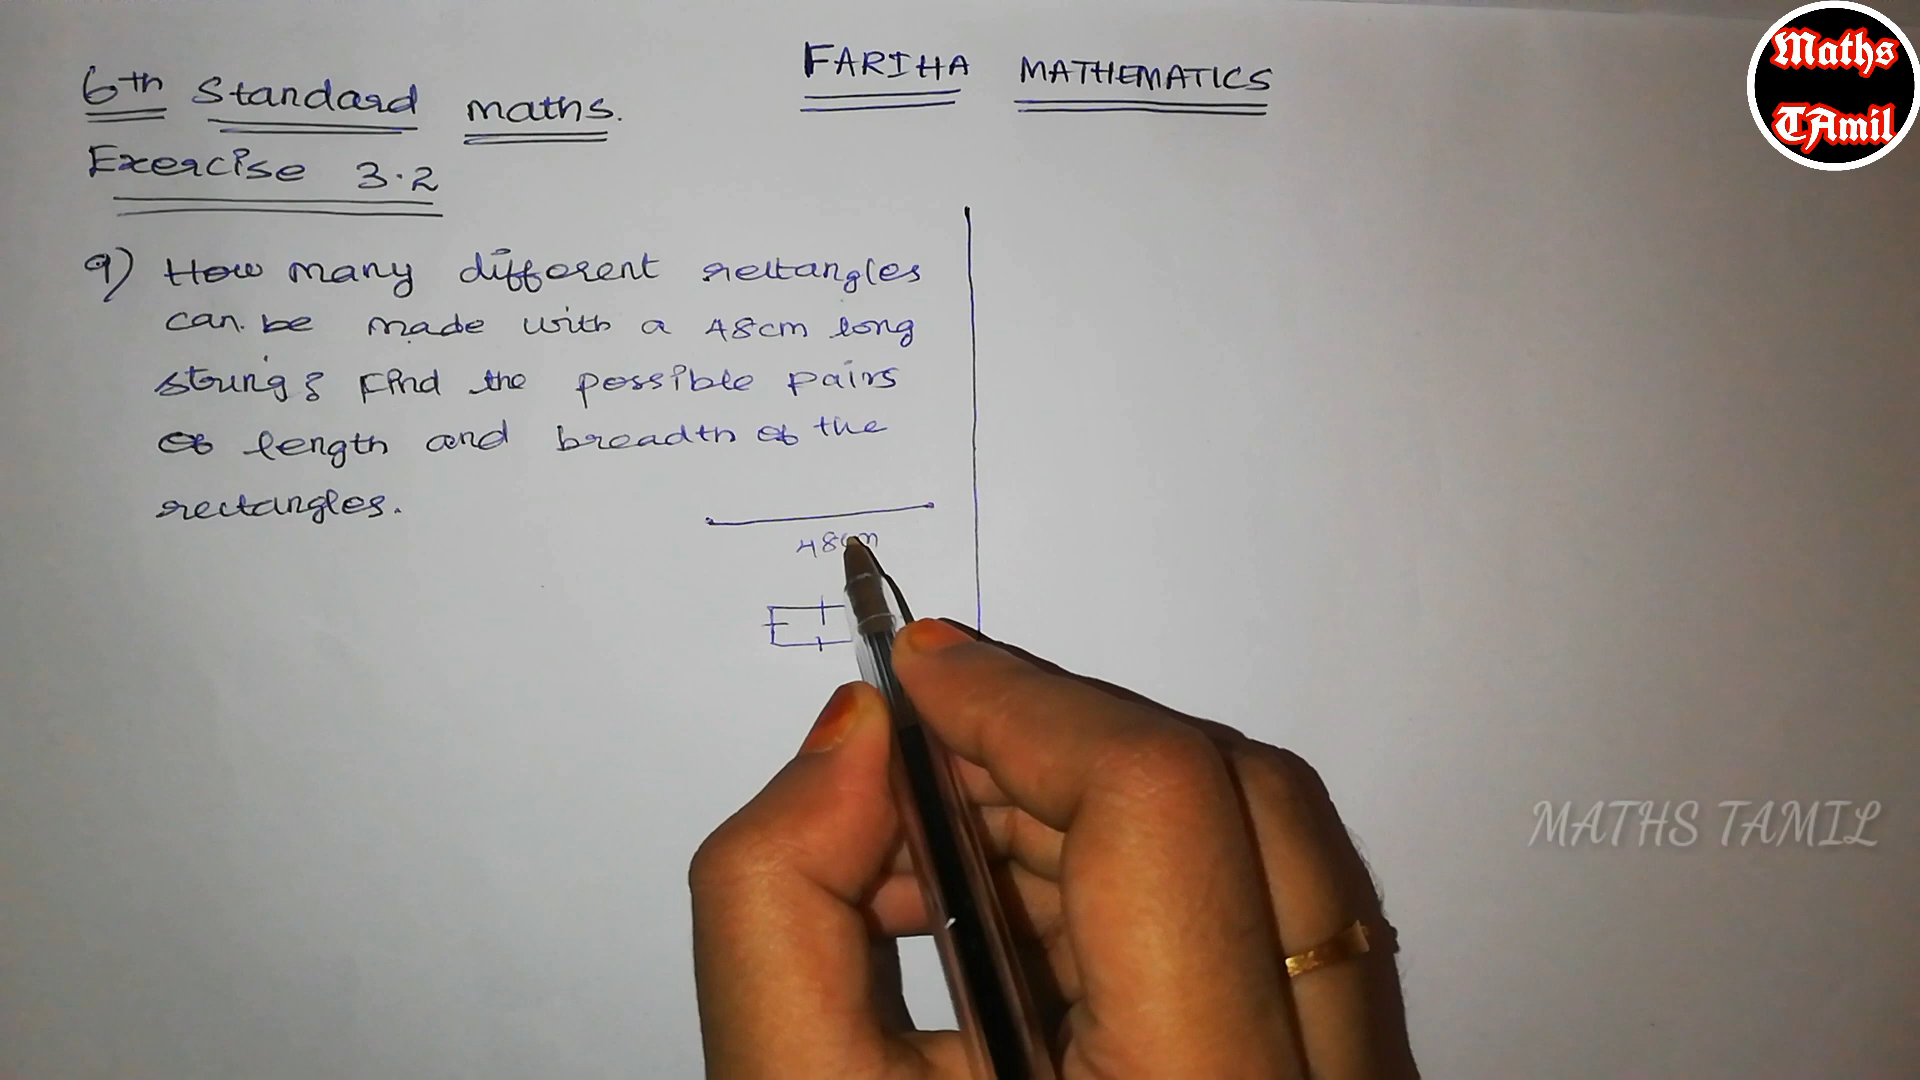 6th Standard maths.
FARIHA MATHEMATICS
Exercise 3.2
9) How many different rectangles
can be made with a 48cm long
string? Find the possible pairs
of length and breadth of the
rectangles.
48cm
Maths
TAmil
MATHS TAMIL